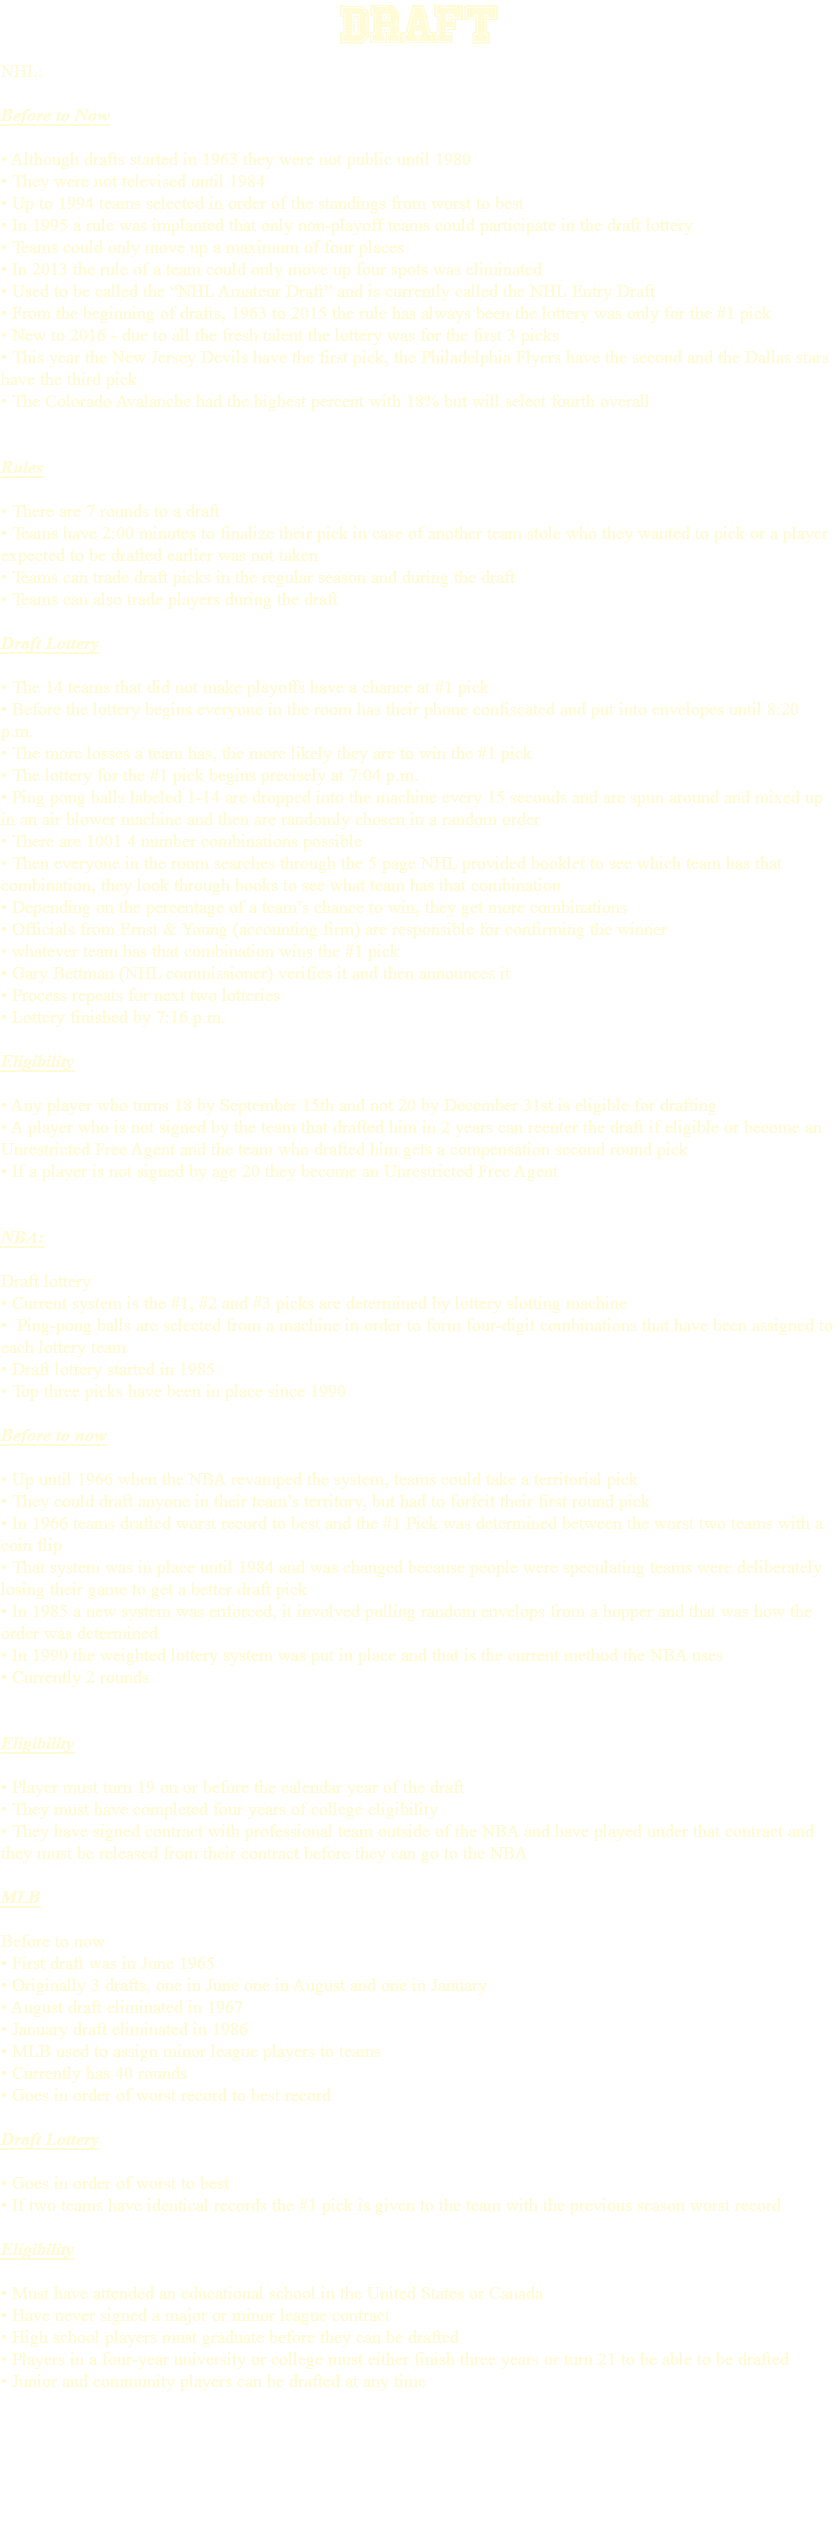 DRAFT
NHL
Before to Now
• Although drafts started in 1963 they were not public until 1980
• They were not televised until 1984
• Up to 1994 teams selected in order of the standings from worst to best
• In 1995 a rule was implanted that only non-playoff teams could participate in the draft lottery
• Teams could only move up a maximum of four places
• In 2013 the rule of a team could only move up four spots was eliminated
• Used to be called the “NHL Amateur Draft” and is currently called the NHL Entry Draft
• From the beginning of drafts, 1963 to 2015 the rule has always been the lottery was only for the #1 pick
• New to 2016 - due to all the fresh talent the lottery was for the first 3 picks
• This year the New Jersey Devils have the first pick, the Philadelphia Flyers have the second and the Dallas stars
have the third pick
• The Colorado Avalanche had the highest percent with 18% but will select fourth overall
Rules
• There are 7 rounds to a draft
• Teams have 2:00 minutes to finalize their pick in case of another team stole who they wanted to pick or a player
expected to be drafted earlier was not taken
• Teams can trade draft picks in the regular season and during the draft
• Teams can also trade players during the draft
Draft Lottery
• The 14 teams that did not make playoffs have a chance at #1 pick
• Before the lottery begins everyone in the room has their phone confiscated and put into envelopes until 8:20
p.m.
• The more losses a team has, the more likely they are to win the #1 pick
• The lottery for the #1 pick begins precisely at 7:04 p.m.
• Ping pong balls labeled 1-14 are dropped into the machine every 15 seconds and are spun around and mixed up
in an air blower machine and then are randomly chosen in a random order
• There are 1001 4 number combinations possible
• Then everyone in the room searches through the 5 page NHL provided booklet to see which team has that
combination, they look through books to see what team has that combination
• Depending on the percentage of a team’s chance to win, they get more combinations
• Officials from Ernst & Young (accounting firm) are responsible for confirming the winner
• whatever team has that combination wins the #1 pick
• Gary Bettman (NHL commissioner) verifies it and then announces it
• Process repeats for next two lotteries
• Lottery finished by 7:16 p.m.
Eligibility
• Any player who turns 18 by September 15th and not 20 by December 31st is eligible for drafting
• A player who is not signed by the team that drafted him in 2 years can reenter the draft if eligible or become an
Unrestricted Free Agent and the team who drafted him gets a compensation second round pick
• If a player is not signed by age 20 they become an Unrestricted Free Agent
NBA:
Draft lottery
• Current system is the #1, #2 and #3 picks are determined by lottery slotting machine
• Ping-pong balls are selected from a machine in order to form four-digit combinations that have been assigned to
each lottery team
• Draft lottery started in 1985
• Top three picks have been in place since 1990
Before to now
• Up until 1966 when the NBA revamped the system, teams could take a territorial pick
• They could draft anyone in their team’s territory, but had to forfeit their first round pick
• In 1966 teams drafted worst record to best and the #1 Pick was determined between the worst two teams with a
coin flip
• That system was in place until 1984 and was changed because people were speculating teams were deliberately
losing their game to get a better draft pick
• In 1985 a new system was enforced, it involved pulling random envelops from a hopper and that was how the
order was determined
• In 1990 the weighted lottery system was put in place and that is the current method the NBA uses
• Currently 2 rounds
Eligibility
• Player must turn 19 on or before the calendar year of the draft
• They must have completed four years of college eligibility
• They have signed contract with professional team outside of the NBA and have played under that contract and
they must be released from their contract before they can go to the NBA
MLB
Before to now
• First draft was in June 1965
• Originally 3 drafts, one in June one in August and one in January
• August draft eliminated in 1967
• January draft eliminated in 1986
• MLB used to assign minor league players to teams
• Currently has 40 rounds
• Goes in order of worst record to best record
Draft Lottery
• Goes in order of worst to best
• If two teams have identical records the #1 pick is given to the team with the previous season worst record
Eligibility
• Must have attended an educational school in the United States or Canada
• Have never signed a major or minor league contract
• High school players must graduate before they can be drafted
• Players in a four-year university or college must either finish three years or turn 21 to be able to be drafted
• Junior and community players can be drafted at any time